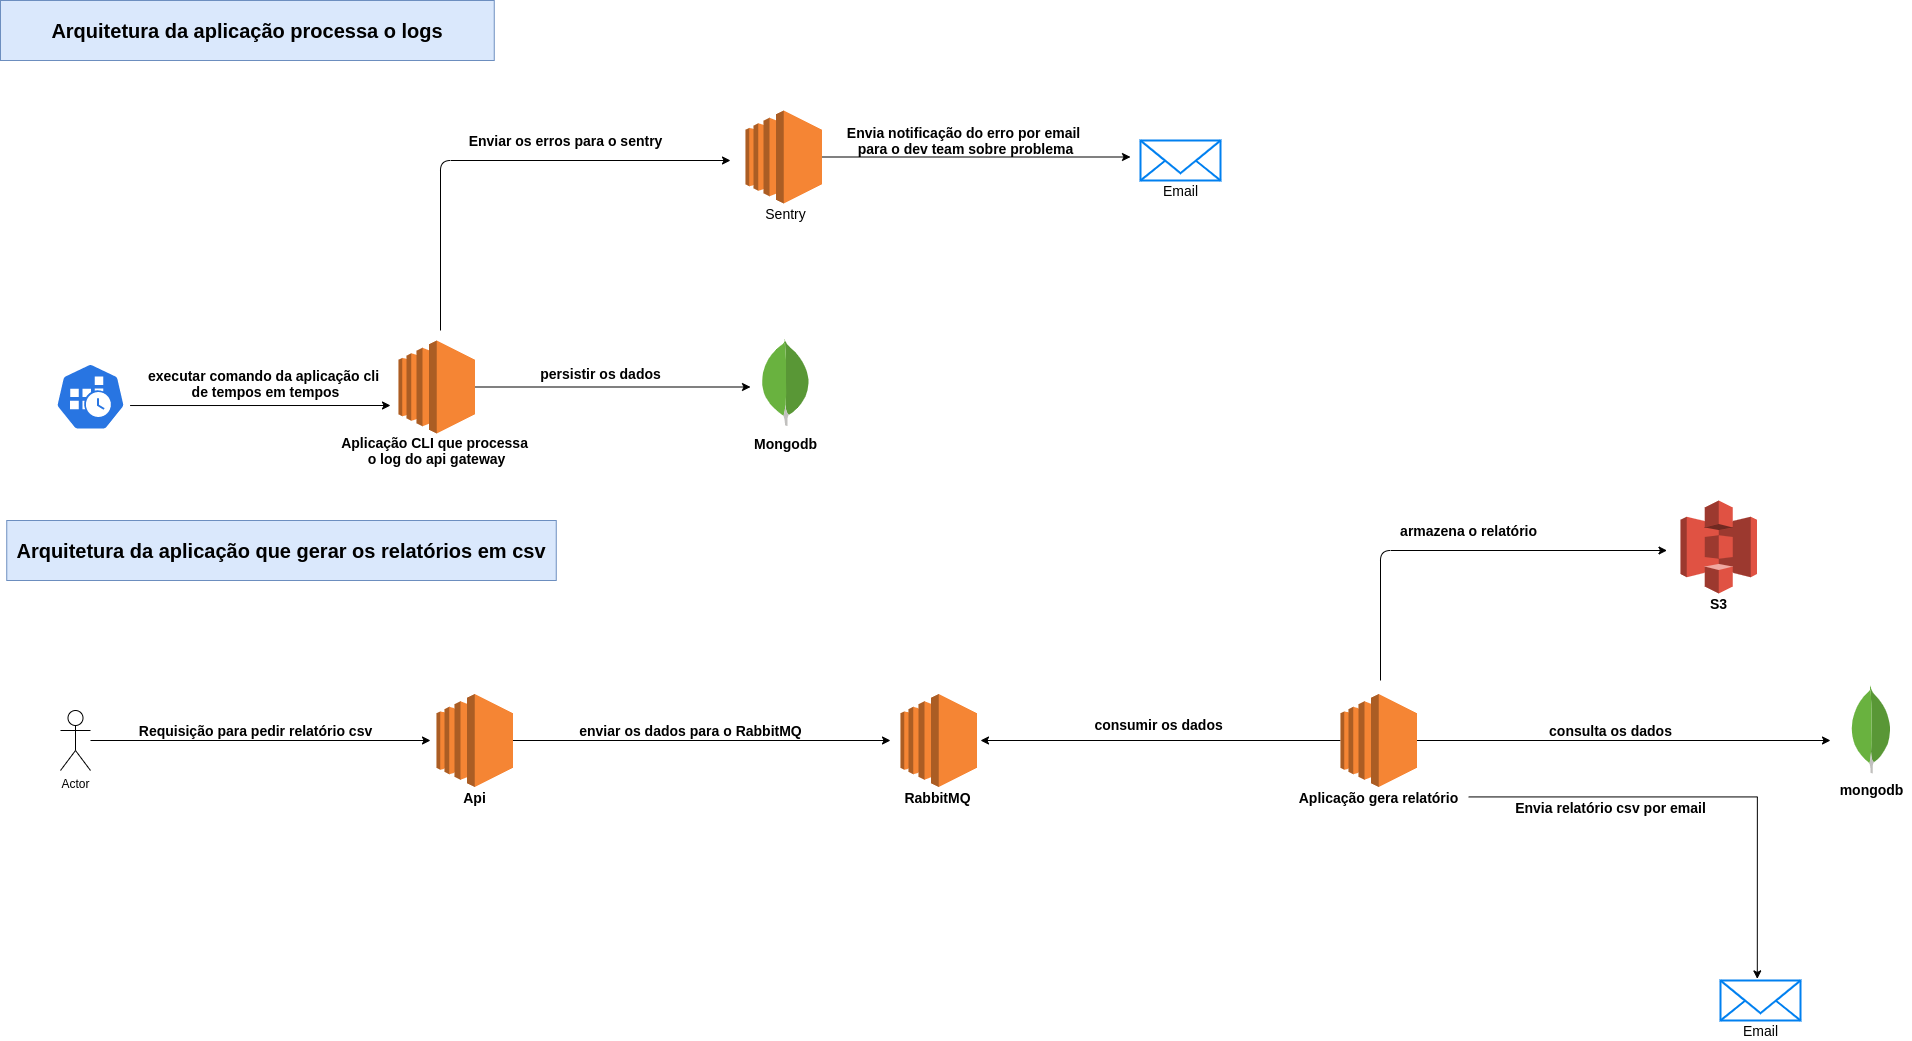 Arquitetura da aplicação processa o logs
Enviar os erros para o sentry
Envia notificação do erro por email
para o dev team sobre problema
Email
Sentry
executar comando da aplicação cli
de tempos em tempos
persistir os dados
Aplicação CLI que processa
o log do api gateway
Mongodb
Arquitetura da aplicação que gerar os relatórios em csv
armazena o relatório
S3
Requisição para pedir relatório csv
enviar os dados para o RabbitMQ
consumir os dados
consulta os dados
Actor
Api
RabbitMQ
Aplicação gera relatório
mongodb
Envia relatório csv por email
Email